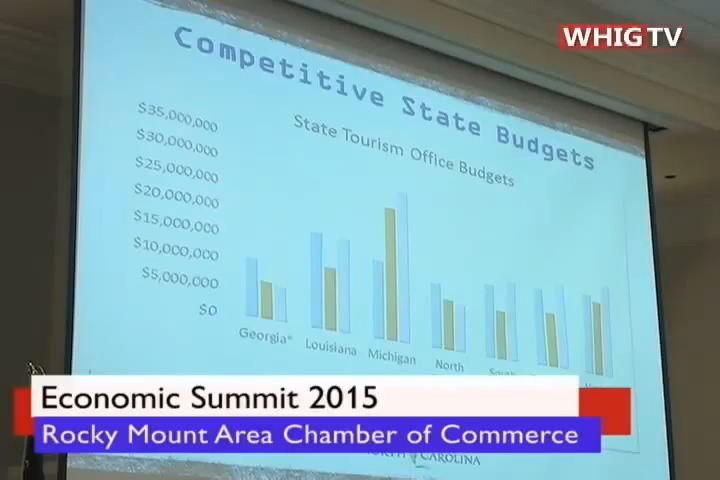 WHIG TV
Competitive State Budgets
State Tourism Office Budgets
$35,000,000
$30,000,000
$25,000,000
$20,000,000
$15,000,000
$10,000,000
$5,000,000
$0
Georgia*
Louisiana
Michigan
North
Economic Summit 2015
Rocky Mount Area Chamber of Commerce
CAROLINA